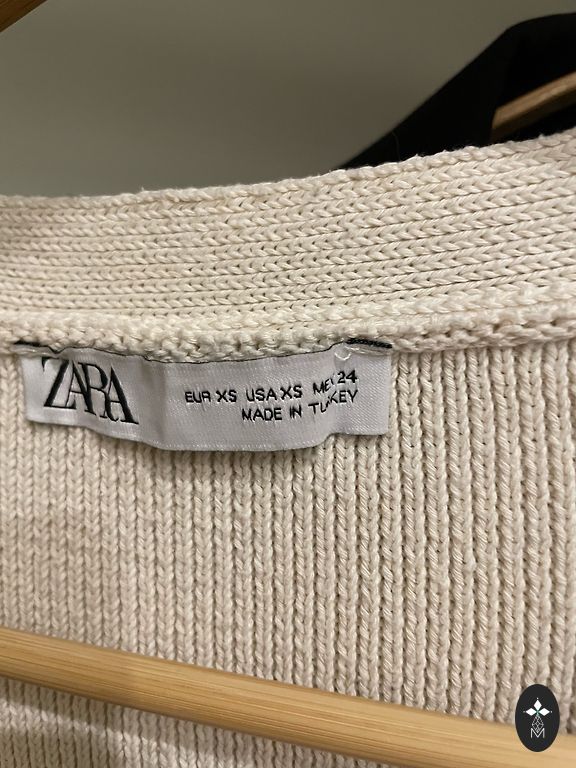 ZARA
EUR XS USA XS MEX 24
MADE IN TURKEY